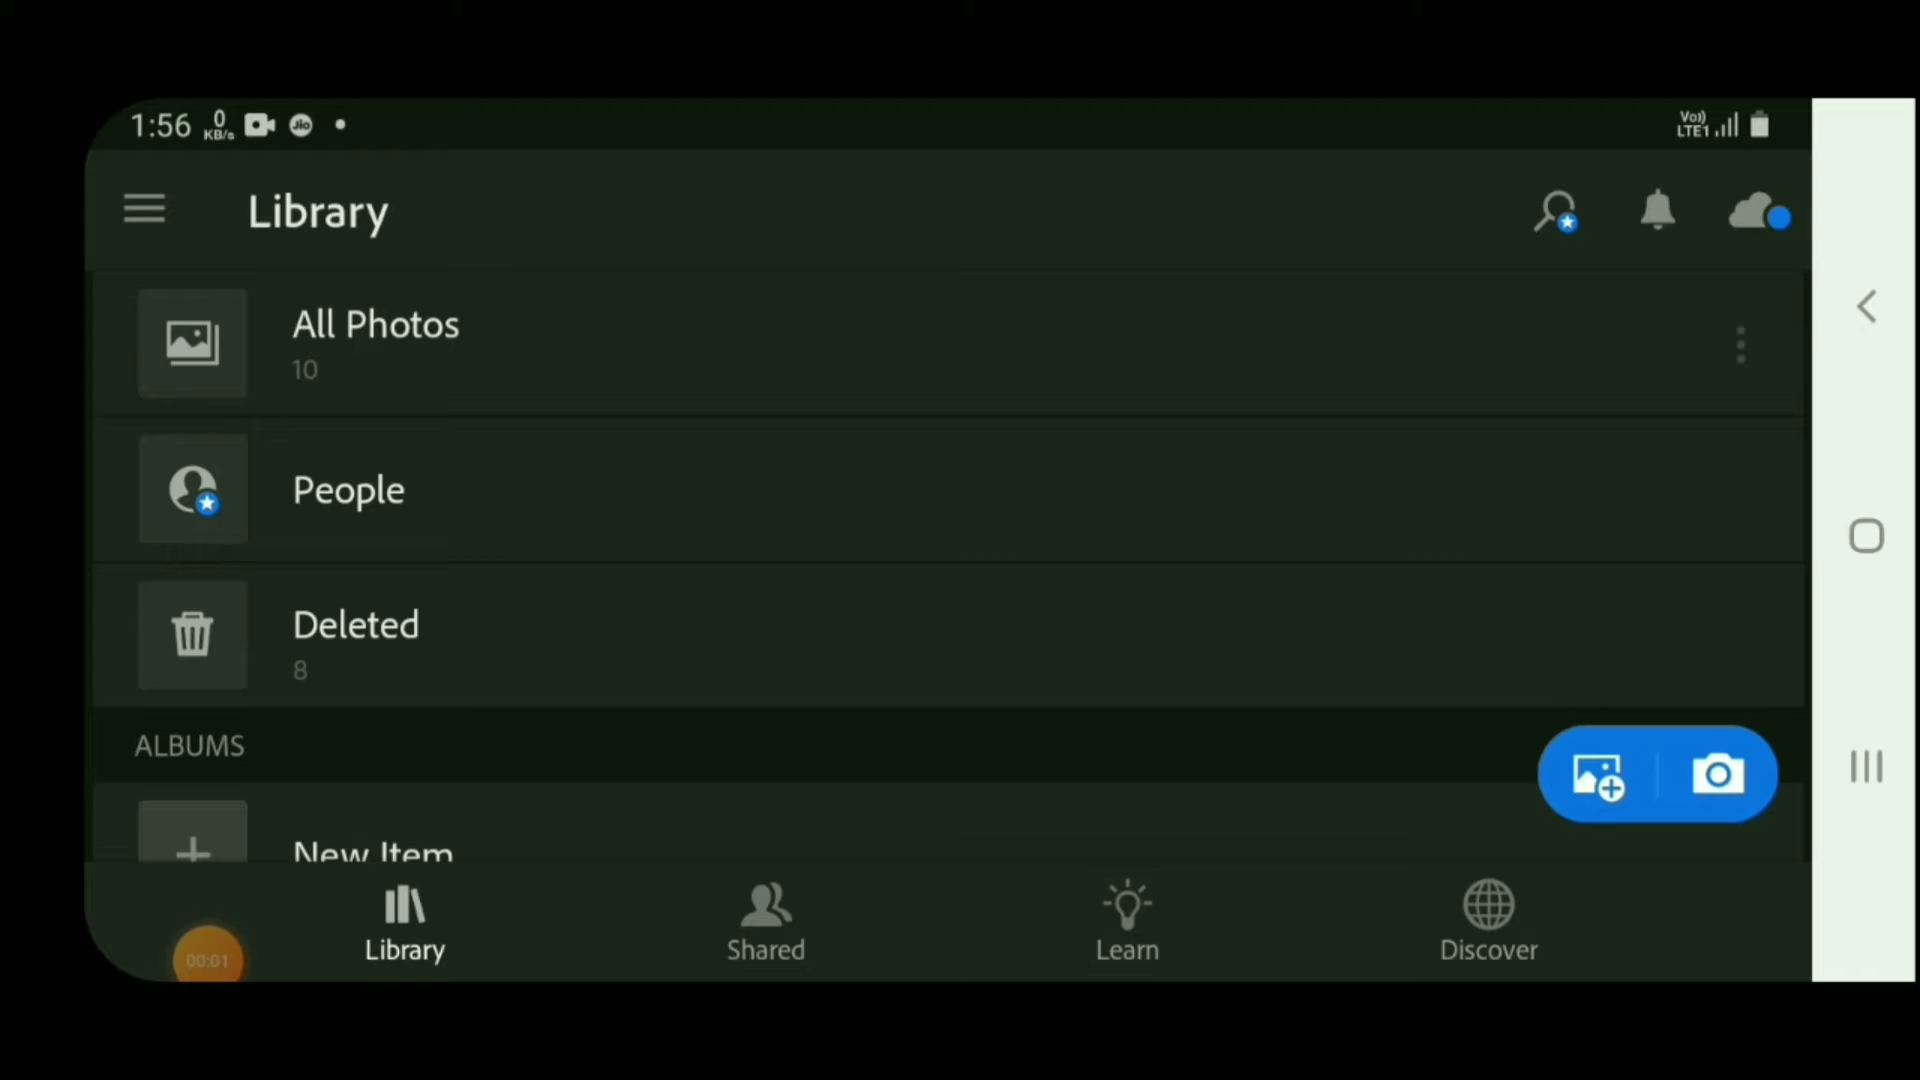 1:56 0 KB/s Jio Vo)) LTE1
Library
All Photos
10
People
Deleted
8
ALBUMS
New Item
Library Shared Learn Discover
00:01